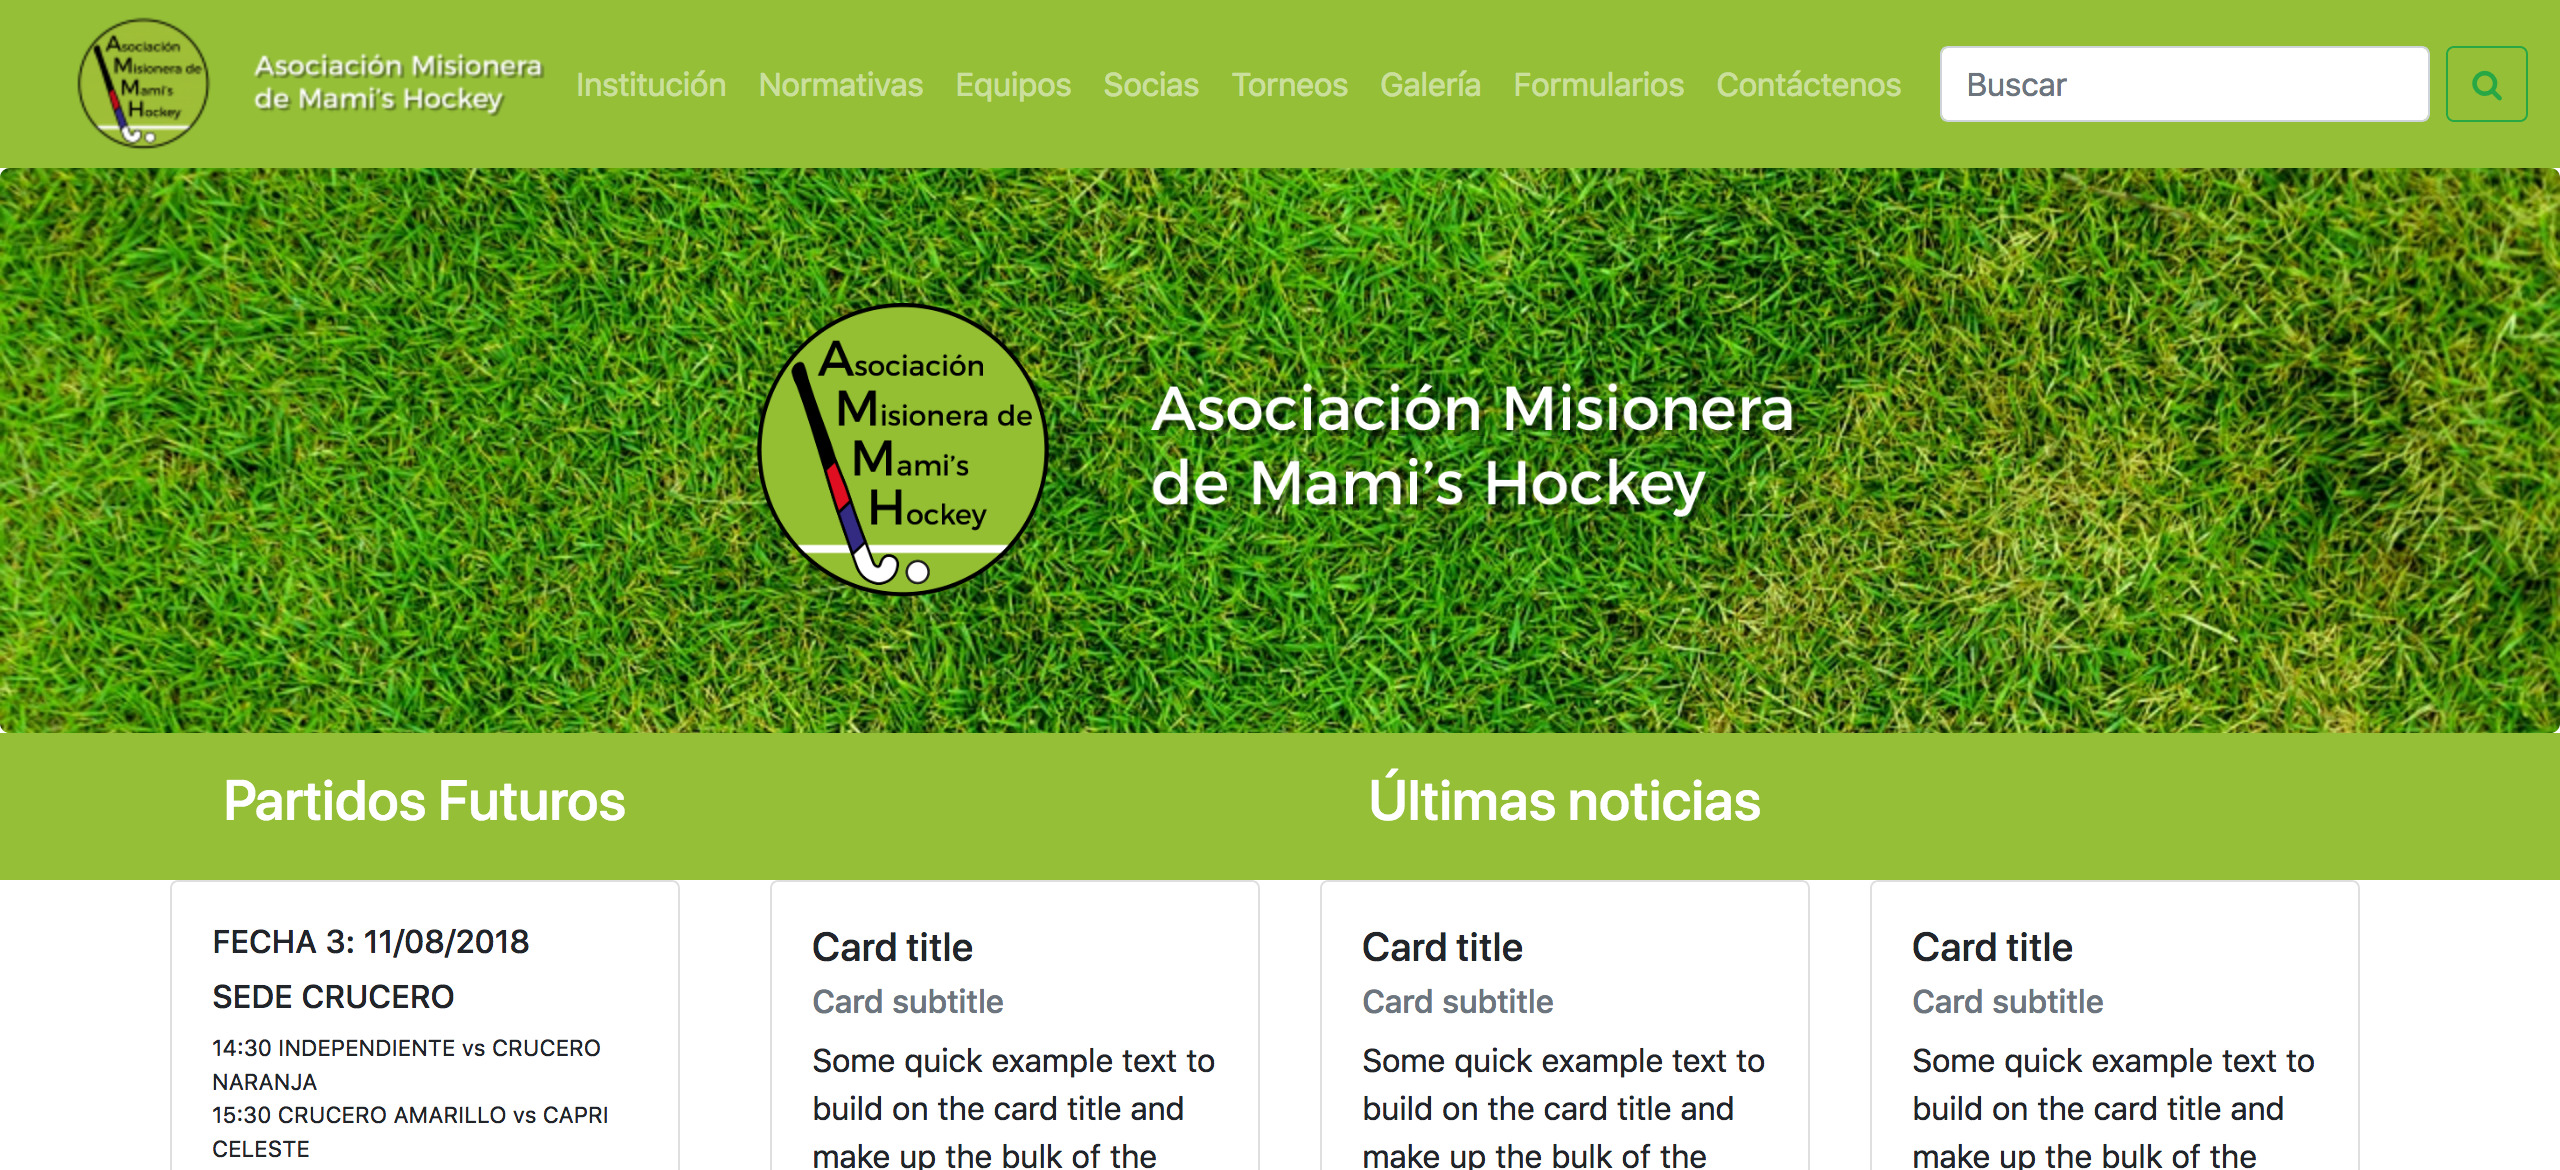 Asociación
Misionera de
Mami's
Hockey
Asociación Misionera
de Mami's Hockey
Institución Normativas Equipos Socias Torneos Galería Formularios Contáctenos Buscar
Asociación
Misionera de
Mami's
Hockey
Asociación Misionera
de Mami's Hockey
Partidos Futuros
Últimas noticias
FECHA 3: 11/08/2018
SEDE CRUCERO
14:30 INDEPENDIENTE vs CRUCERO
NARANJA
15:30 CRUCERO AMARILLO vs CAPRI
CELESTE
Card title
Card subtitle
Some quick example text to
build on the card title and
make up the bulk of the
Card title
Card subtitle
Some quick example text to
build on the card title and
make up the bulk of the
Card title
Card subtitle
Some quick example text to
build on the card title and
make up the bulk of the